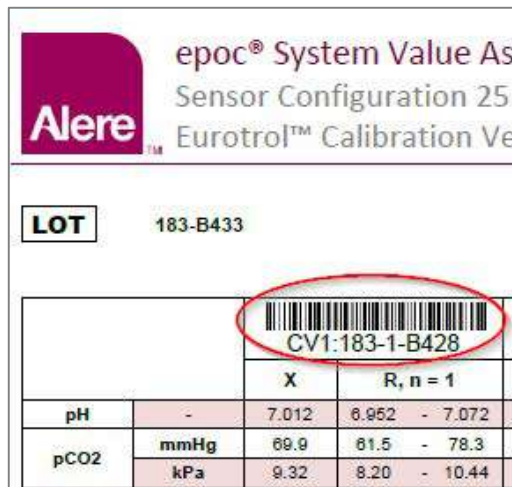 epoc® System Value As
Sensor Configuration 25
Alere™
Eurotrol™ Calibration Ve
LOT 183-B433
CV1:183-1-B428
X R, n = 1
pH - 7.012 6.952 - 7.072
pCO2 mmHg 69.9 61.5 - 78.3
kPa 9.32 8.20 - 10.44